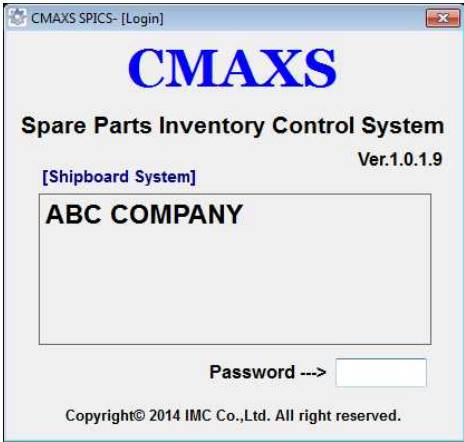 CMAXS SPICS- [Login]
CMAXS
Spare Parts Inventory Control System
Ver.1.0.1.9
[Shipboard System]
ABC COMPANY
Password --->
Copyright© 2014 IMC Co.,Ltd. All right reserved.